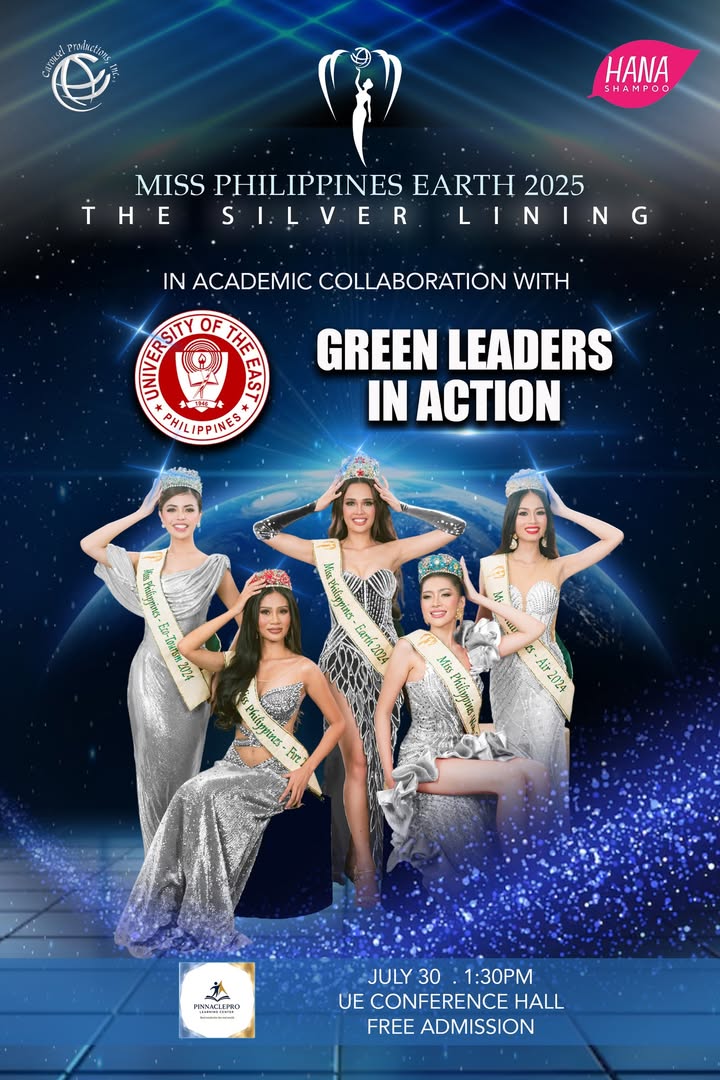 Carousel Productions, Inc.
HANA
SHAMPOO
MISS PHILIPPINES EARTH 2025
THE SILVER LINING
IN ACADEMIC COLLABORATION WITH
UNIVERSITY OF THE EAST
1946
PHILIPPINES
GREEN LEADERS
IN ACTION
Miss Philippines - Eco-Tourism 2024
Miss Philippines - Fire
Miss Philippines - Earth 2024
Miss Philippines
- Air 2024
PINNACLEPRO
LEARNING CENTER
JULY 30 . 1:30PM
UE CONFERENCE HALL
FREE ADMISSION